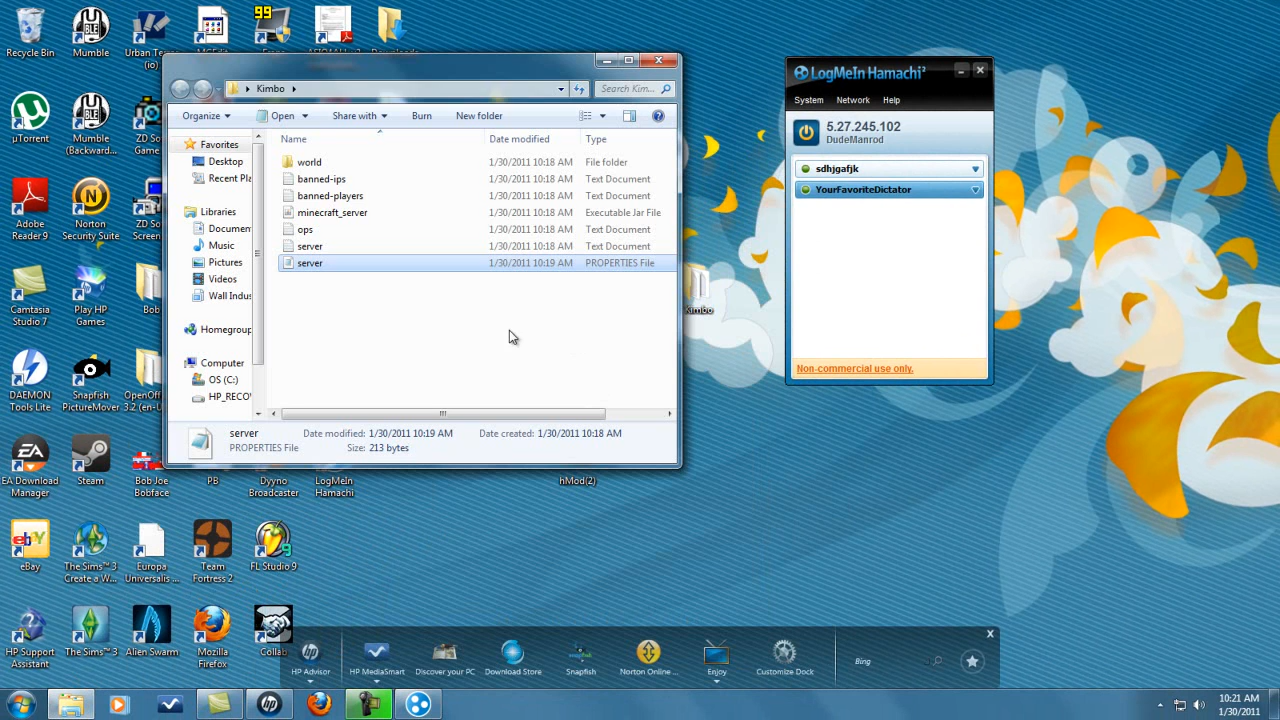 Recycle Bin
Mumble
Urban Te
(io)
99
Downloads
µTorrent
Mumble
(Backward...
ZD So
Game
Adobe
Reader 9
Norton
Security Suite
ZD So
Screen
Camtasia
Studio 7
Play HP
Games
Bob
DAEMON
Tools Lite
Snapfish
PictureMover
OpenOff
3.2 (en-U
EA Download
Manager
Steam
Bob Joe
Bobface
PB
Dyyno
Broadcaster
LogMeIn
Hamachi
hMod(2)
eBay
The Sims™ 3
Create a W...
Europa
Universalis ...
Team
Fortress 2
FL Studio 9
HP Support
Assistant
The Sims™ 3
Alien Swarm
Mozilla
Firefox
Collab
Kimbo
Kimbo
Search Kim...
Organize
Open
Share with
Burn
New folder
Name
Date modified
Type
Favorites
Desktop
Recent Pla
Libraries
Documen
Music
Pictures
Videos
Wall Indus
Homegroup
Computer
OS (C:)
HP_RECO
world 1/30/2011 10:18 AM File folder
banned-ips 1/30/2011 10:18 AM Text Document
banned-players 1/30/2011 10:18 AM Text Document
minecraft_server 1/30/2011 10:18 AM Executable Jar File
ops 1/30/2011 10:18 AM Text Document
server 1/30/2011 10:18 AM Text Document
server 1/30/2011 10:19 AM PROPERTIES File
server Date modified: 1/30/2011 10:19 AM Date created: 1/30/2011 10:18 AM
PROPERTIES File Size: 213 bytes
LogMeIn Hamachi²
System Network Help
5.27.245.102
DudeManrod
sdhjgafjk
YourFavoriteDictator
Non-commercial use only.
HP Advisor
HP MediaSmart
Discover your PC
Download Store
Snapfish
Norton Online ...
Enjoy
Customize Dock
Bing
10:21 AM
1/30/2011